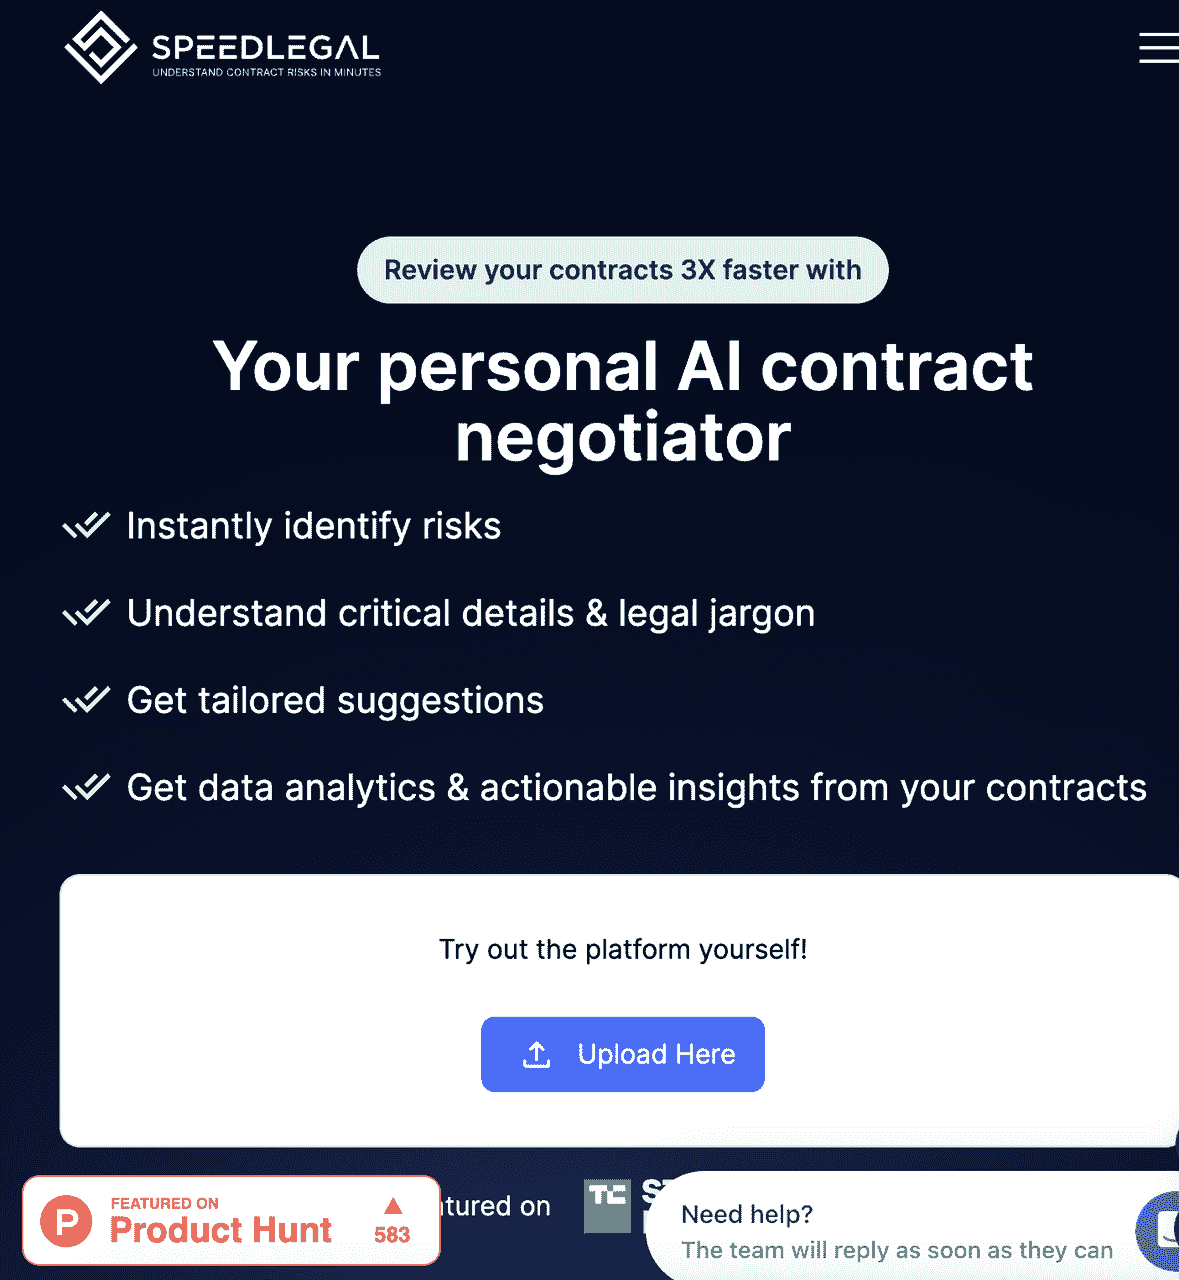 SPEEDLEGAL
UNDERSTAND CONTRACT RISKS IN MINUTES
Review your contracts 3X faster with
Your personal AI contract
negotiator
Instantly identify risks
Understand critical details & legal jargon
Get tailored suggestions
Get data analytics & actionable insights from your contracts
Try out the platform yourself!
Upload Here
FEATURED ON
Product Hunt
583
tured on
TC
Need help?
The team will reply as soon as they can